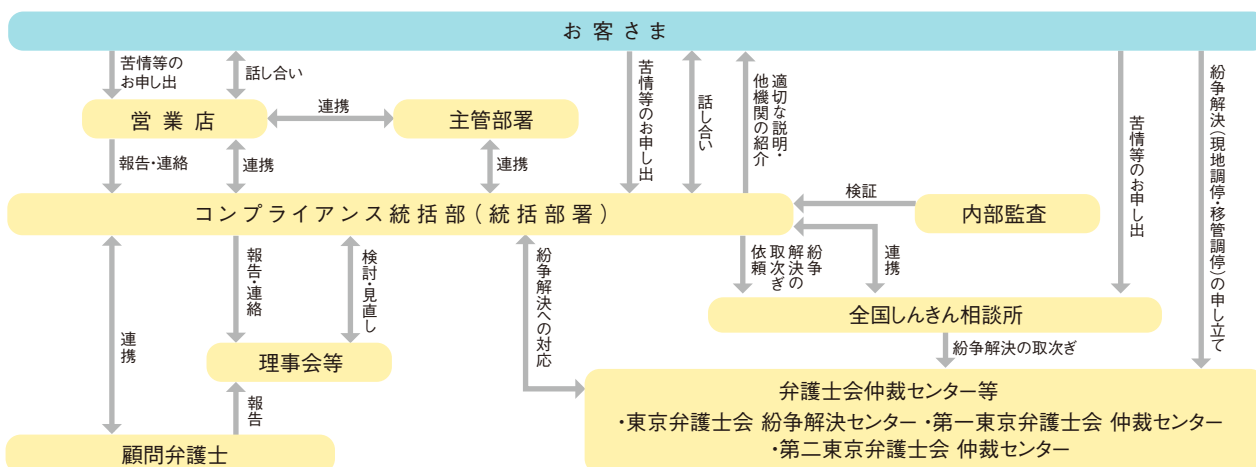 お客さま
苦情等の
お申し出
話し合い
営業店
連携
主管部署
報告・連絡
連携
連携
苦情等のお申し出
話し合い
適切な説明・
他機関の紹介
苦情等のお申し出
紛争解決(現地調停・移管調停)の申し立て
コンプライアンス統括部(統括部署)
検証
内部監査
連携
報告・連絡
検討・見直し
紛争解決への対応
紛争
解決の
取次ぎ
依頼
連携
全国しんきん相談所
理事会等
紛争解決の取次ぎ
報告
顧問弁護士
弁護士会仲裁センター等
・東京弁護士会 紛争解決センター ・第一東京弁護士会 仲裁センター
・第二東京弁護士会 仲裁センター